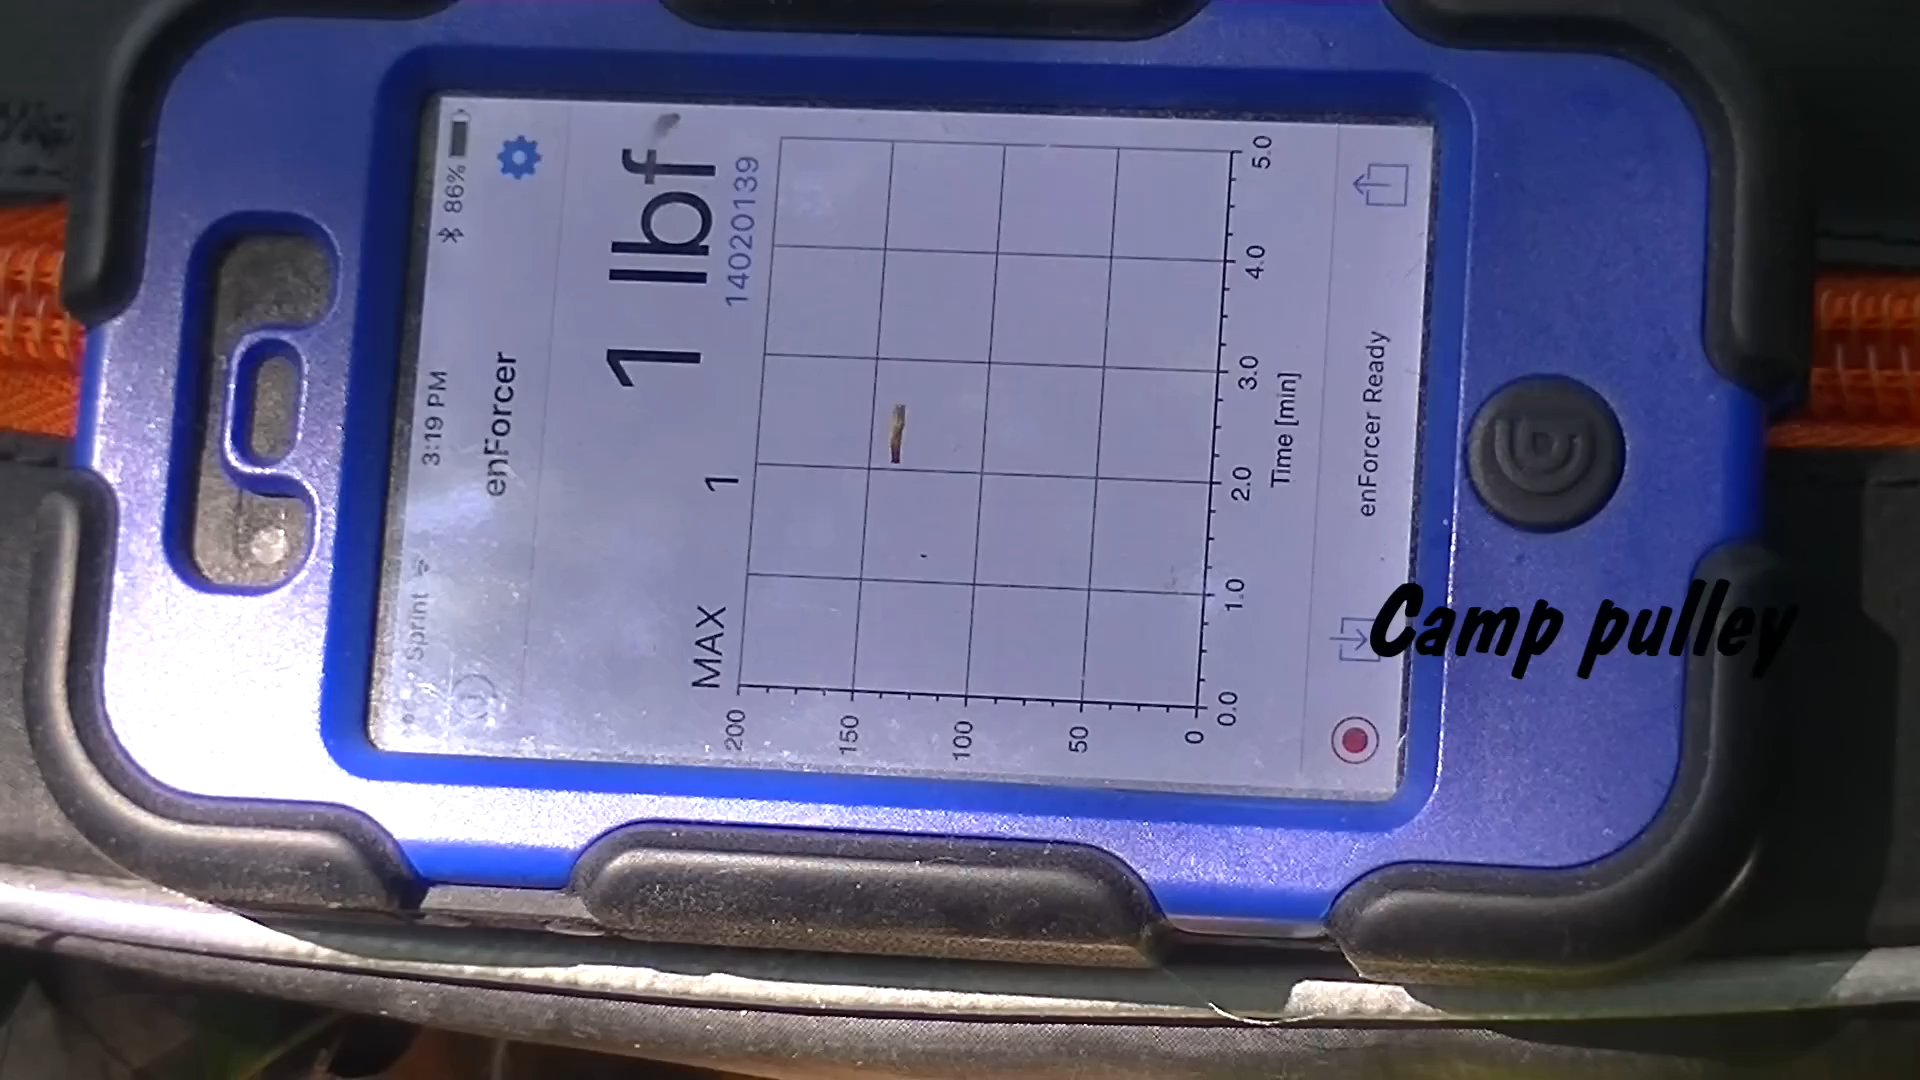 Sprint 3:19 PM 86%
enForcer
1 lbf
MAX 1 14020139
200
150
100
50
0
0.0 1.0 2.0 3.0 4.0 5.0
Time [min]
enForcer Ready
Camp pulley